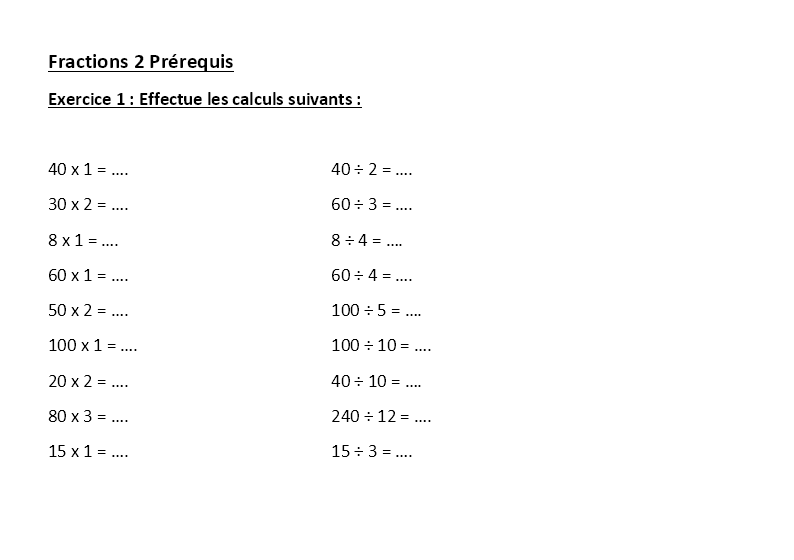 Fractions 2 Prérequis
Exercice 1 : Effectue les calculs suivants :
40 x 1 = .... 40 ÷ 2 = ....
30 x 2 = .... 60 ÷ 3 = ....
8 x 1 = .... 8 ÷ 4 = ....
60 x 1 = .... 60 ÷ 4 = ....
50 x 2 = .... 100 ÷ 5 = ....
100 x 1 = .... 100 ÷ 10 = ....
20 x 2 = .... 40 ÷ 10 = ....
80 x 3 = .... 240 ÷ 12 = ....
15 x 1 = .... 15 ÷ 3 = ....